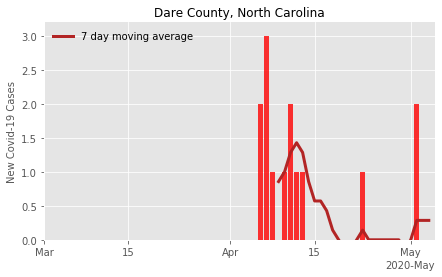 Dare County, North Carolina
7 day moving average
New Covid-19 Cases
3.0
2.5
2.0
1.5
1.0
0.5
0.0
Mar 15 Apr 15 May
2020-May